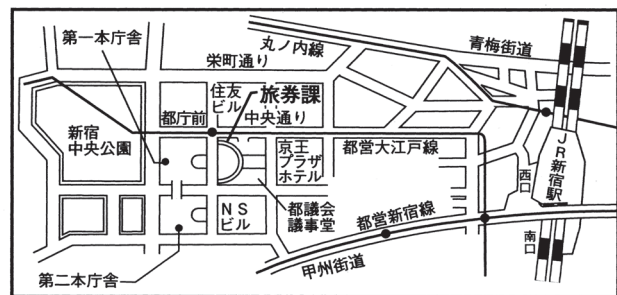 第一本庁舎
丸ノ内線
青梅街道
栄町通り
住友
ビル
旅券課
都庁前
中央通り
新宿
中央公園
京王
プラザ
ホテル
都営大江戸線
JR新宿駅
西口
NS
ビル
都議会
議事堂
都営新宿線
南口
甲州街道
第二本庁舎